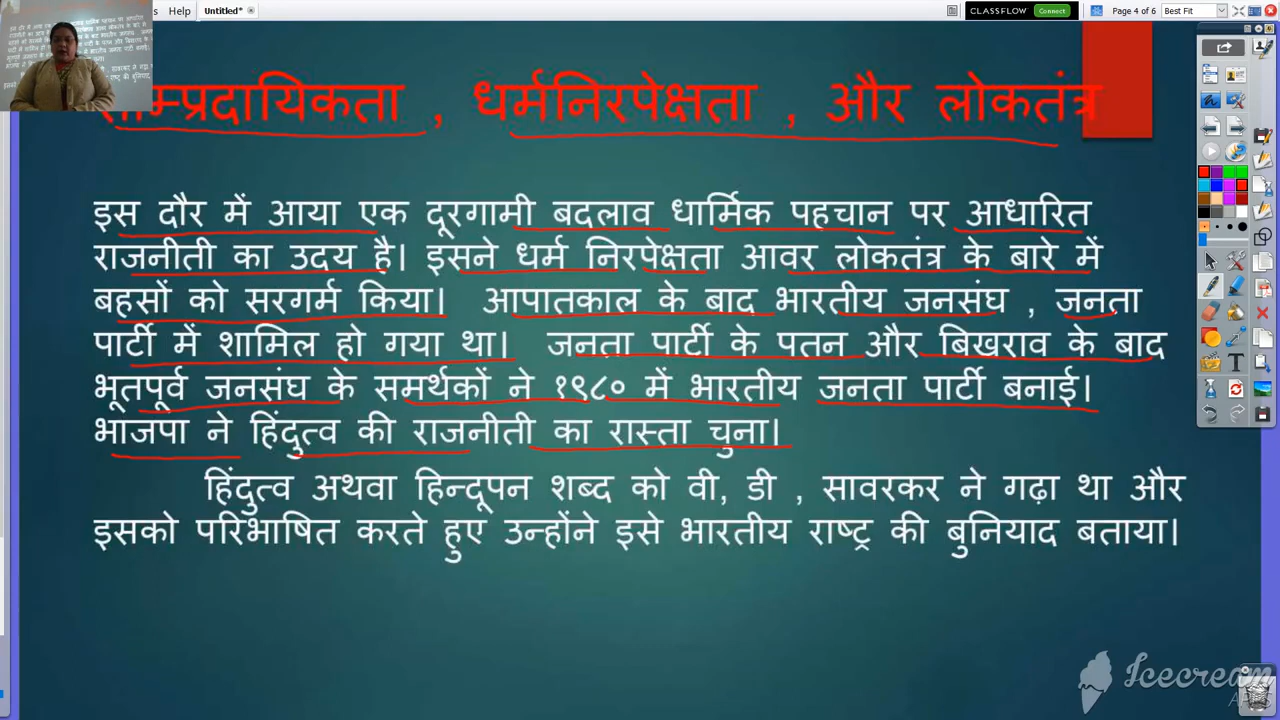 Help Untitled* CLASSFLOW Connect Page 4 of 6 Best Fit
साम्प्रदायिकता , धर्मनिरपेक्षता , और लोकतंत्र
इस दौर में आया एक दूरगामी बदलाव धार्मिक पहचान पर आधारित
राजनीती का उदय है। इसने धर्म निरपेक्षता आवर लोकतंत्र के बारे में
बहसों को सरगर्म किया। आपातकाल के बाद भारतीय जनसंघ , जनता
पार्टी में शामिल हो गया था। जनता पार्टी के पतन और बिखराव के बाद
भूतपूर्व जनसंघ के समर्थकों ने १९८० में भारतीय जनता पार्टी बनाई।
भाजपा ने हिंदुत्व की राजनीती का रास्ता चुना।
हिंदुत्व अथवा हिन्दूपन शब्द को वी, डी , सावरकर ने गढ़ा था और
इसको परिभाषित करते हुए उन्होंने इसे भारतीय राष्ट्र की बुनियाद बताया।
Icecream
APPS